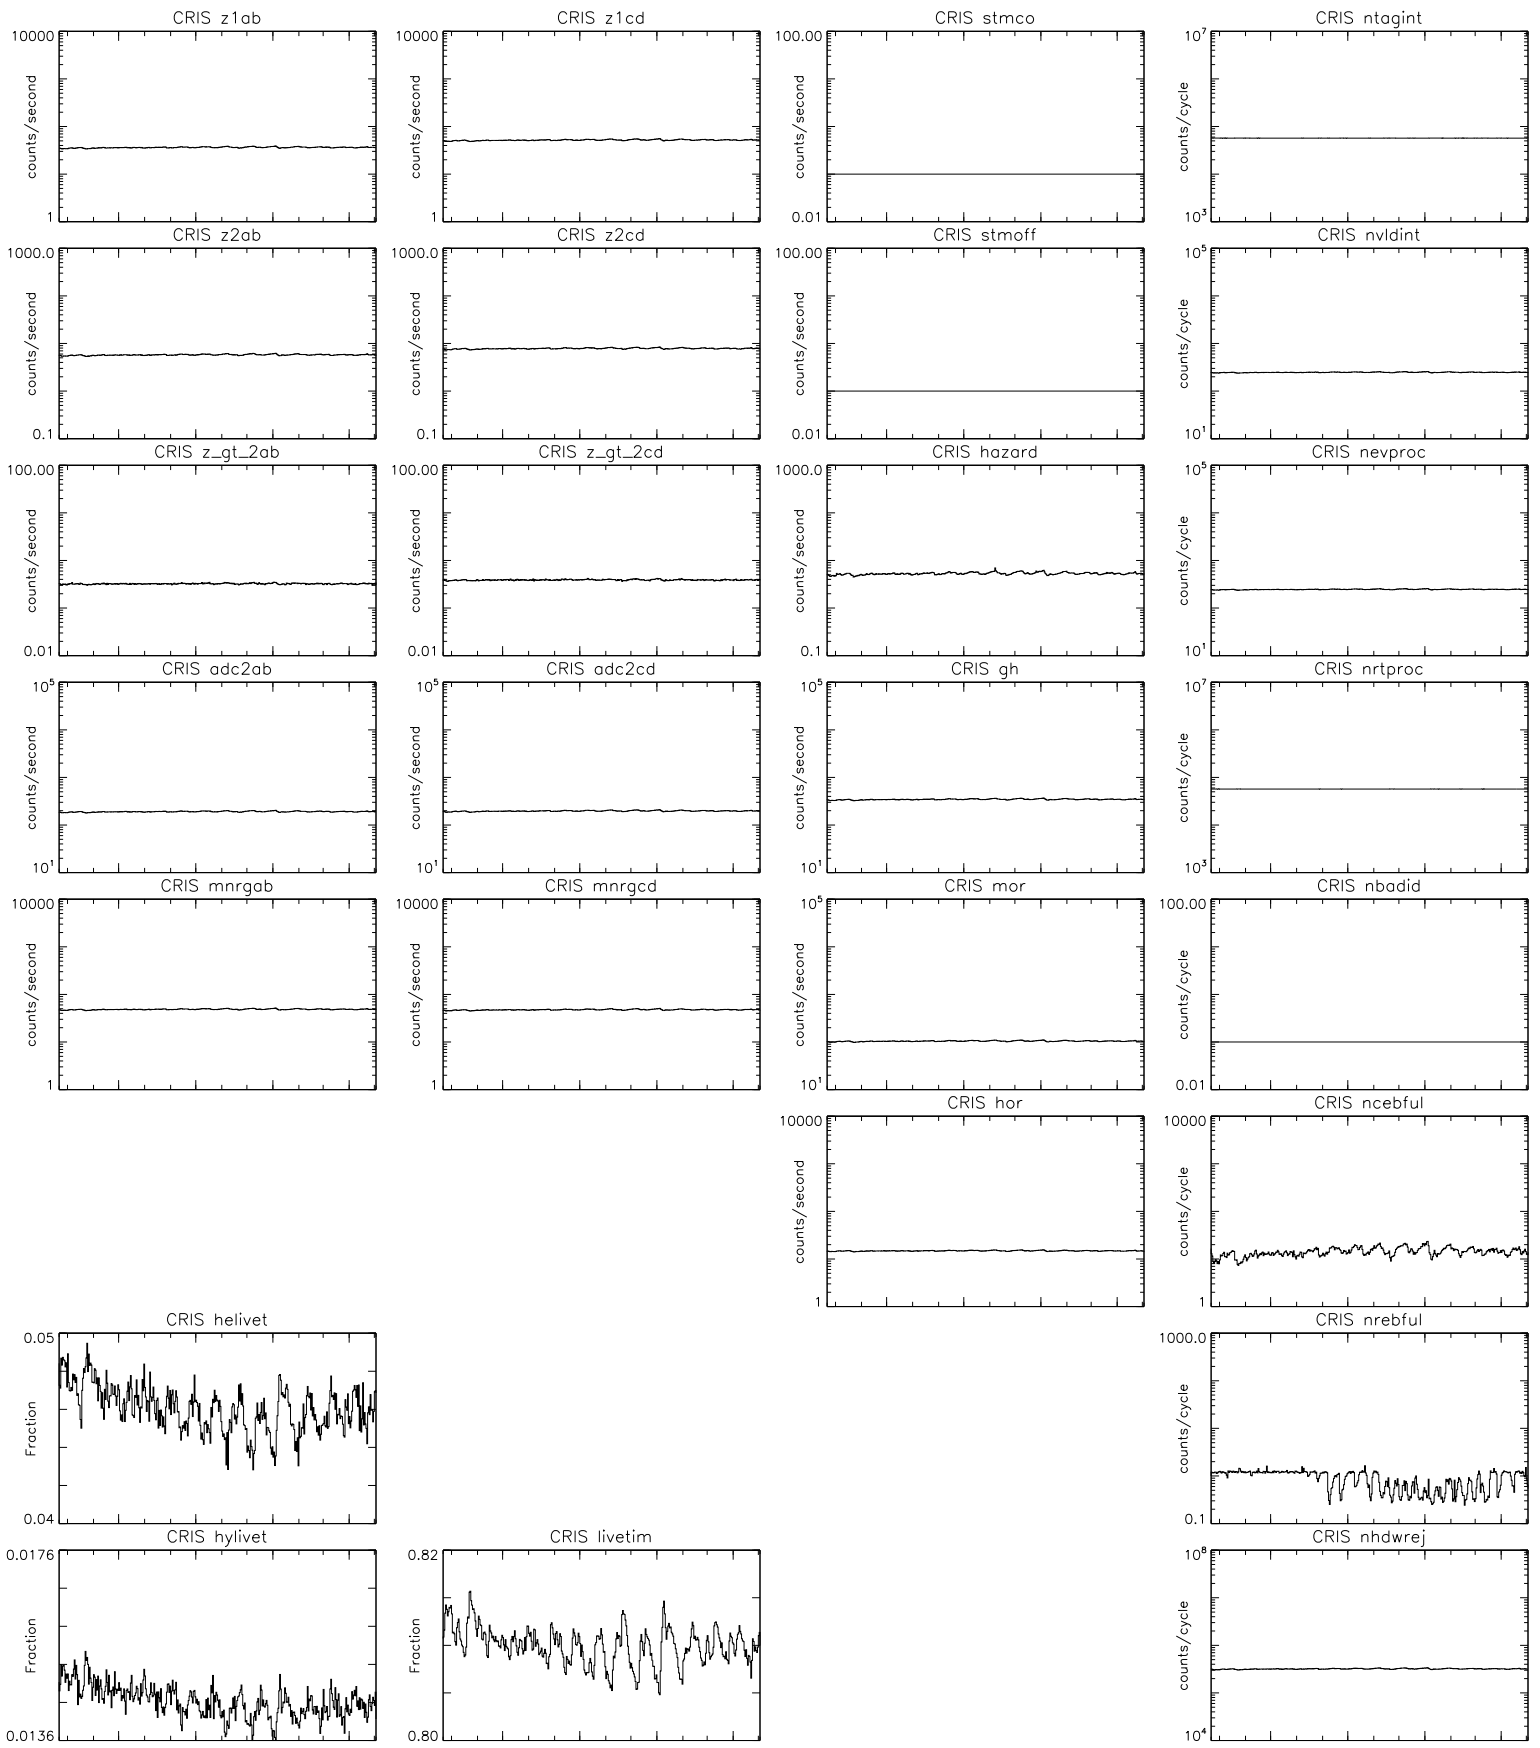 CRIS z1ab
CRIS z1cd
CRIS stmco
CRIS ntagint
10000
counts/second
1
10000
counts/second
1
100.00
counts/second
0.01
10^7
counts/cycle
10^3
CRIS z2ab
CRIS z2cd
CRIS stmoff
CRIS nvldint
1000.0
counts/second
0.1
1000.0
counts/second
0.1
100.00
counts/second
0.01
10^5
counts/cycle
10^1
CRIS z_gt_2ab
CRIS z_gt_2cd
CRIS hazard
CRIS nevproc
100.00
counts/second
0.01
100.00
counts/second
0.01
1000.0
counts/second
0.1
10^5
counts/cycle
10^1
CRIS adc2ab
CRIS adc2cd
CRIS gh
CRIS nrtproc
10^5
counts/second
10^1
10^5
counts/second
10^1
10^5
counts/second
10^1
10^7
counts/cycle
10^3
CRIS mnrgab
CRIS mnrgcd
CRIS mor
CRIS nbadid
10000
counts/second
1
10000
counts/second
1
10^5
counts/second
10^1
100.00
counts/cycle
0.01
CRIS hor
CRIS ncebful
10000
counts/second
1
10000
counts/cycle
1
CRIS helivet
CRIS nrebful
0.05
Fraction
0.04
1000.0
counts/cycle
0.1
CRIS hylivet
CRIS livetim
CRIS nhdwrej
0.0176
Fraction
0.0136
0.82
Fraction
0.80
10^8
counts/cycle
10^4